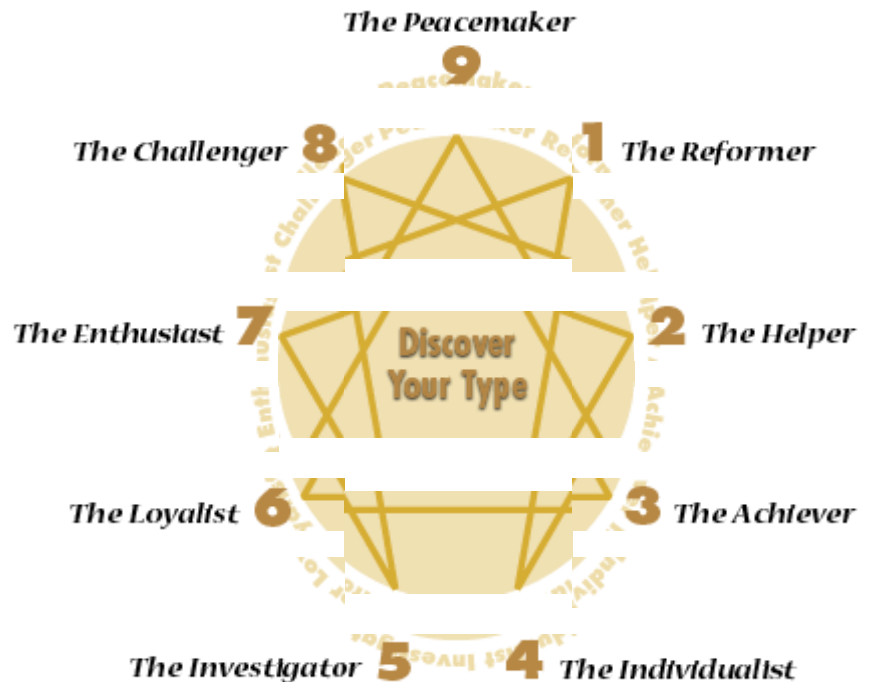 The Peacemaker
9
The Challenger 8
1 The Reformer
The Enthusiast 7
2 The Helper
Discover
Your Type
The Loyalist 6
3 The Achiever
The Investigator 5
4 The Individualist